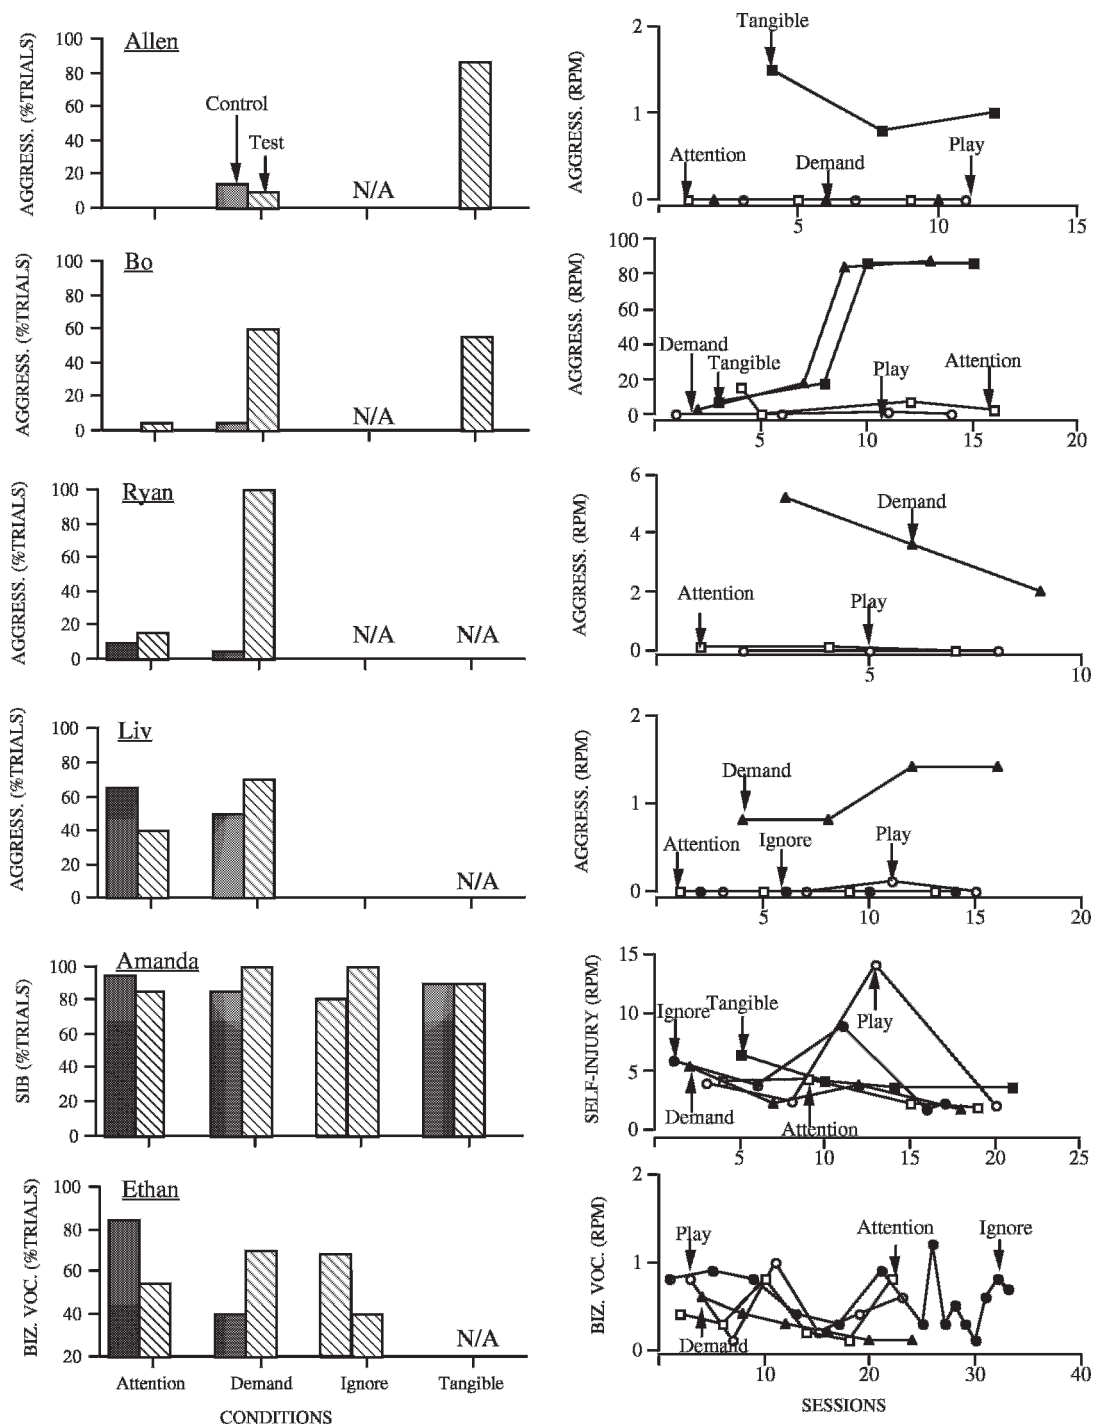 Allen
AGGRESS. (%TRIALS)
100
80
60
40
20
0
Control
Test
N/A
AGGRESS. (RPM)
2
1
0
Tangible
Attention
Demand
Play
5
10
15
Bo
AGGRESS. (%TRIALS)
100
80
60
40
20
0
N/A
AGGRESS. (RPM)
100
80
60
40
20
0
Demand
Tangible
Play
Attention
5
10
15
20
Ryan
AGGRESS. (%TRIALS)
100
80
60
40
20
0
N/A
N/A
AGGRESS. (RPM)
6
4
2
0
Demand
Attention
Play
5
10
Liv
AGGRESS. (%TRIALS)
100
80
60
40
20
0
N/A
AGGRESS. (RPM)
2
1
0
Demand
Attention
Ignore
Play
5
10
15
20
Amanda
SIB (%TRIALS)
100
80
60
40
20
0
SELF-INJURY (RPM)
15
10
5
0
Ignore
Tangible
Play
Demand
Attention
5
10
15
20
25
Ethan
BIZ. VOC. (%TRIALS)
100
80
60
40
20
N/A
Attention
Demand
Ignore
Tangible
CONDITIONS
BIZ. VOC. (RPM)
2
1
0
Play
Attention
Ignore
Demand
10
20
30
40
SESSIONS